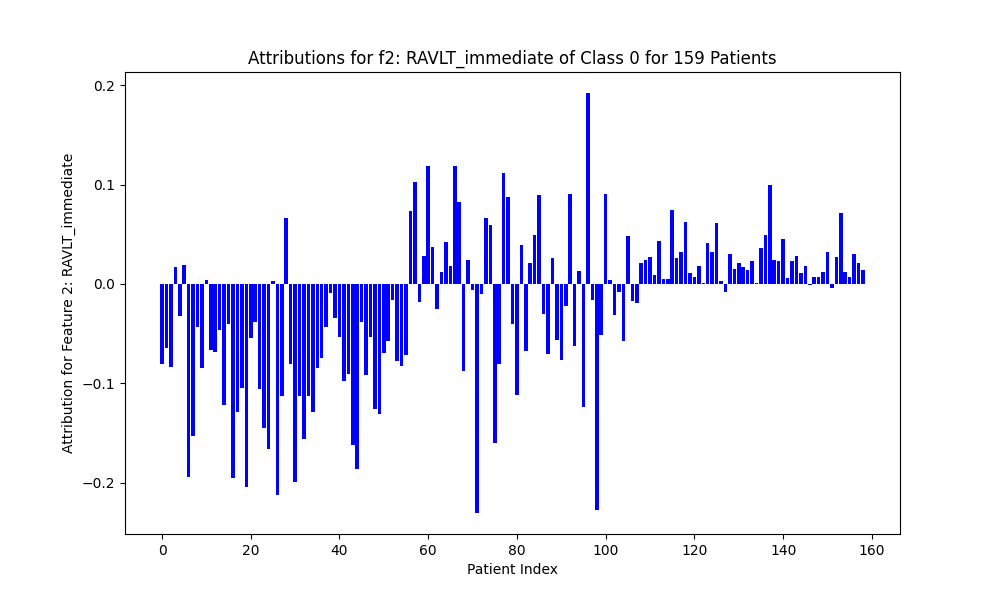 Attributions for f2: RAVLT_immediate of Class 0 for 159 Patients
Attribution for Feature 2: RAVLT_immediate
0.2
0.1
0.0
−0.1
−0.2
0 20 40 60 80 100 120 140 160
Patient Index